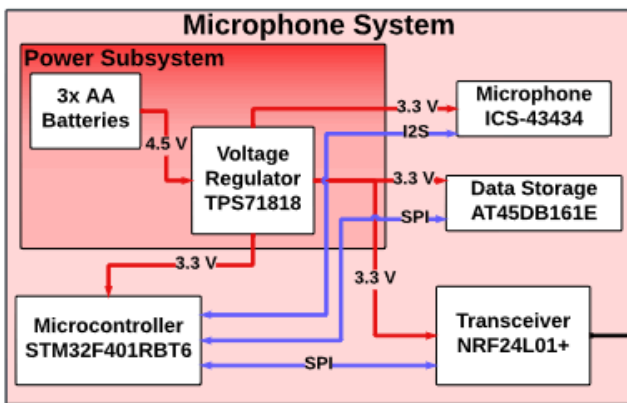 Microphone System
Power Subsystem
3x AA
Batteries
4.5 V
Voltage
Regulator
TPS71818
3.3 V
Microphone
ICS-43434
I2S
3.3 V
Data Storage
AT45DB161E
SPI
3.3 V
3.3 V
Microcontroller
STM32F401RBT6
SPI
Transceiver
NRF24L01+